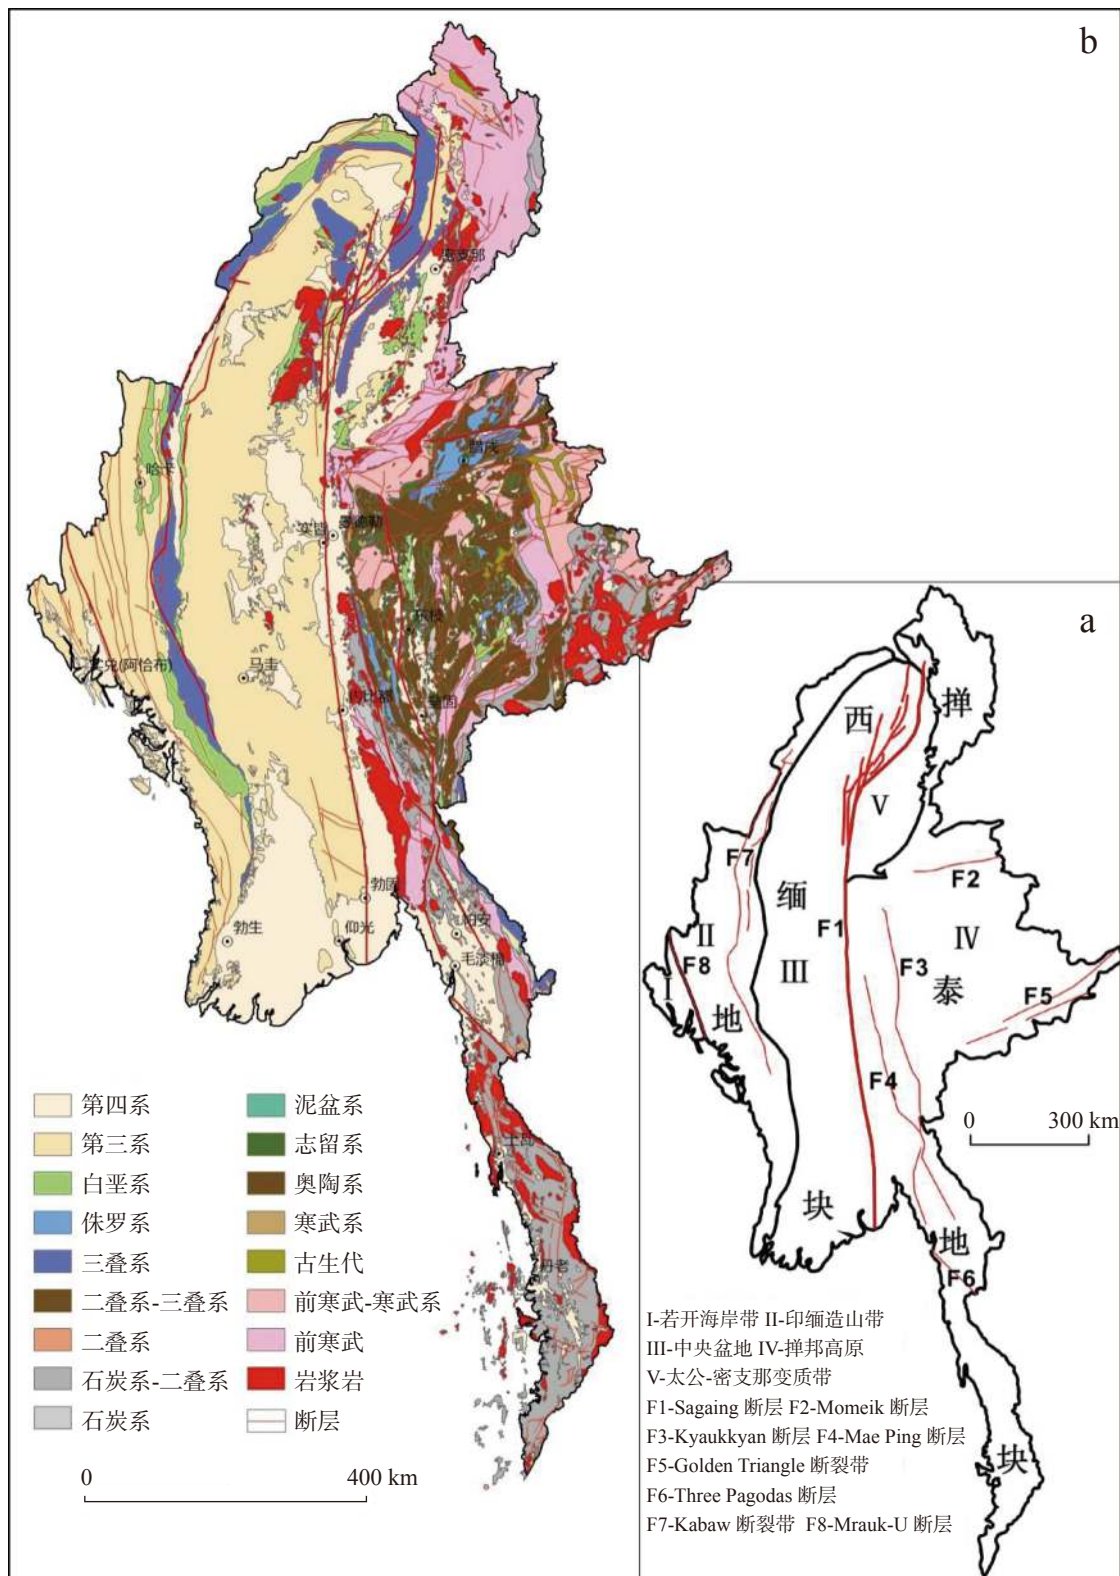 b
密支那
腊戌
哈卡
实皆
曼德勒
东枝
实兑(阿恰布)
马圭
内比都
垒固
勃固
勃生
仰光
帕安
毛淡棉
土瓦
丹老
第四系
第三系
白垩系
侏罗系
三叠系
二叠系-三叠系
二叠系
石炭系-二叠系
石炭系
泥盆系
志留系
奥陶系
寒武系
古生代
前寒武-寒武系
前寒武
岩浆岩
断层
0 400 km
a
西
掸
V
F7
F2
缅
F1
II
IV
F8
III
F3
I
泰
地
F5
F4
0 300 km
块
地
F6
I-若开海岸带 II-印缅造山带
III-中央盆地 IV-掸邦高原
V-太公-密支那变质带
F1-Sagaing 断层 F2-Momeik 断层
F3-Kyaukkyan 断层 F4-Mae Ping 断层
F5-Golden Triangle 断裂带
块
F6-Three Pagodas 断层
F7-Kabaw 断裂带 F8-Mrauk-U 断层